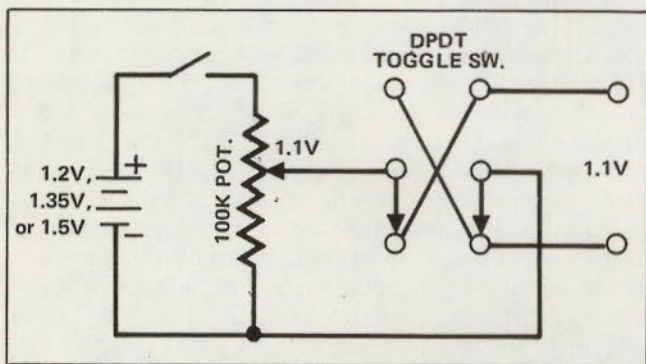 DPDT
TOGGLE SW.
1.1V
1.2V,
1.35V,
or 1.5V
+
−
100K POT.
1.1V